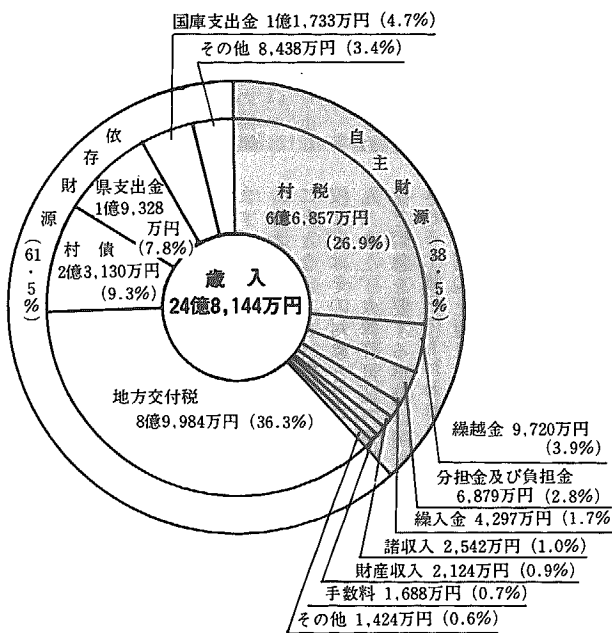 国庫支出金 1億1,733万円 (4.7%)
その他 8,438万円 (3.4%)
自主財源 (38・5%)
依存財源 (61・5%)
村税
6億6,857万円
(26.9%)
県支出金
1億9,328
万円
(7.8%)
村債
2億3,130万円
(9.3%)
歳入
24億8,144万円
地方交付税
8億9,984万円 (36.3%)
繰越金 9,720万円
(3.9%)
分担金及び負担金
6,879万円 (2.8%)
繰入金 4,297万円 (1.7%
諸収入 2,542万円 (1.0%)
財産収入 2,124万円 (0.9%)
手数料 1,688万円 (0.7%)
その他 1,424万円 (0.6%)